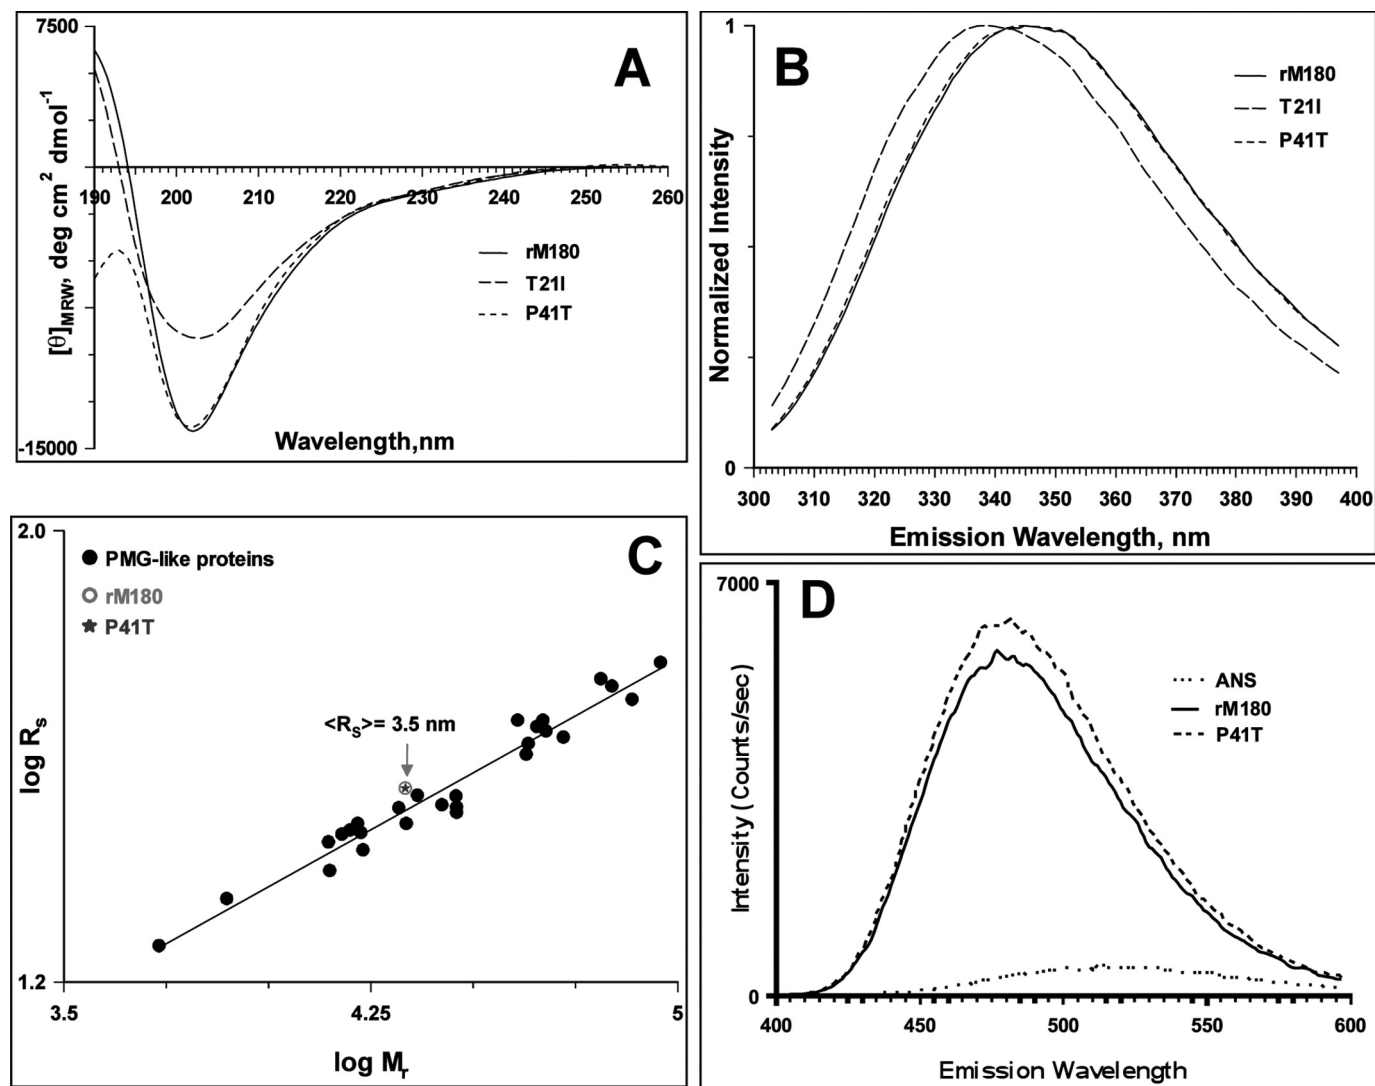 7500
A
[θ]MRW, deg cm2 dmol-1
190 200 210 220 230 240 250 260
rM180
T21I
P41T
-15000
Wavelength,nm
1
B
Normalized Intensity
rM180
T21I
P41T
0
300 310 320 330 340 350 360 370 380 390 400
Emission Wavelength, nm
2.0
C
PMG-like proteins
rM180
P41T
log Rs
<RS>= 3.5 nm
1.2
3.5 4.25 5
log Mr
7000
D
Intensity (Counts/sec)
ANS
rM180
P41T
0
400 450 500 550 600
Emission Wavelength